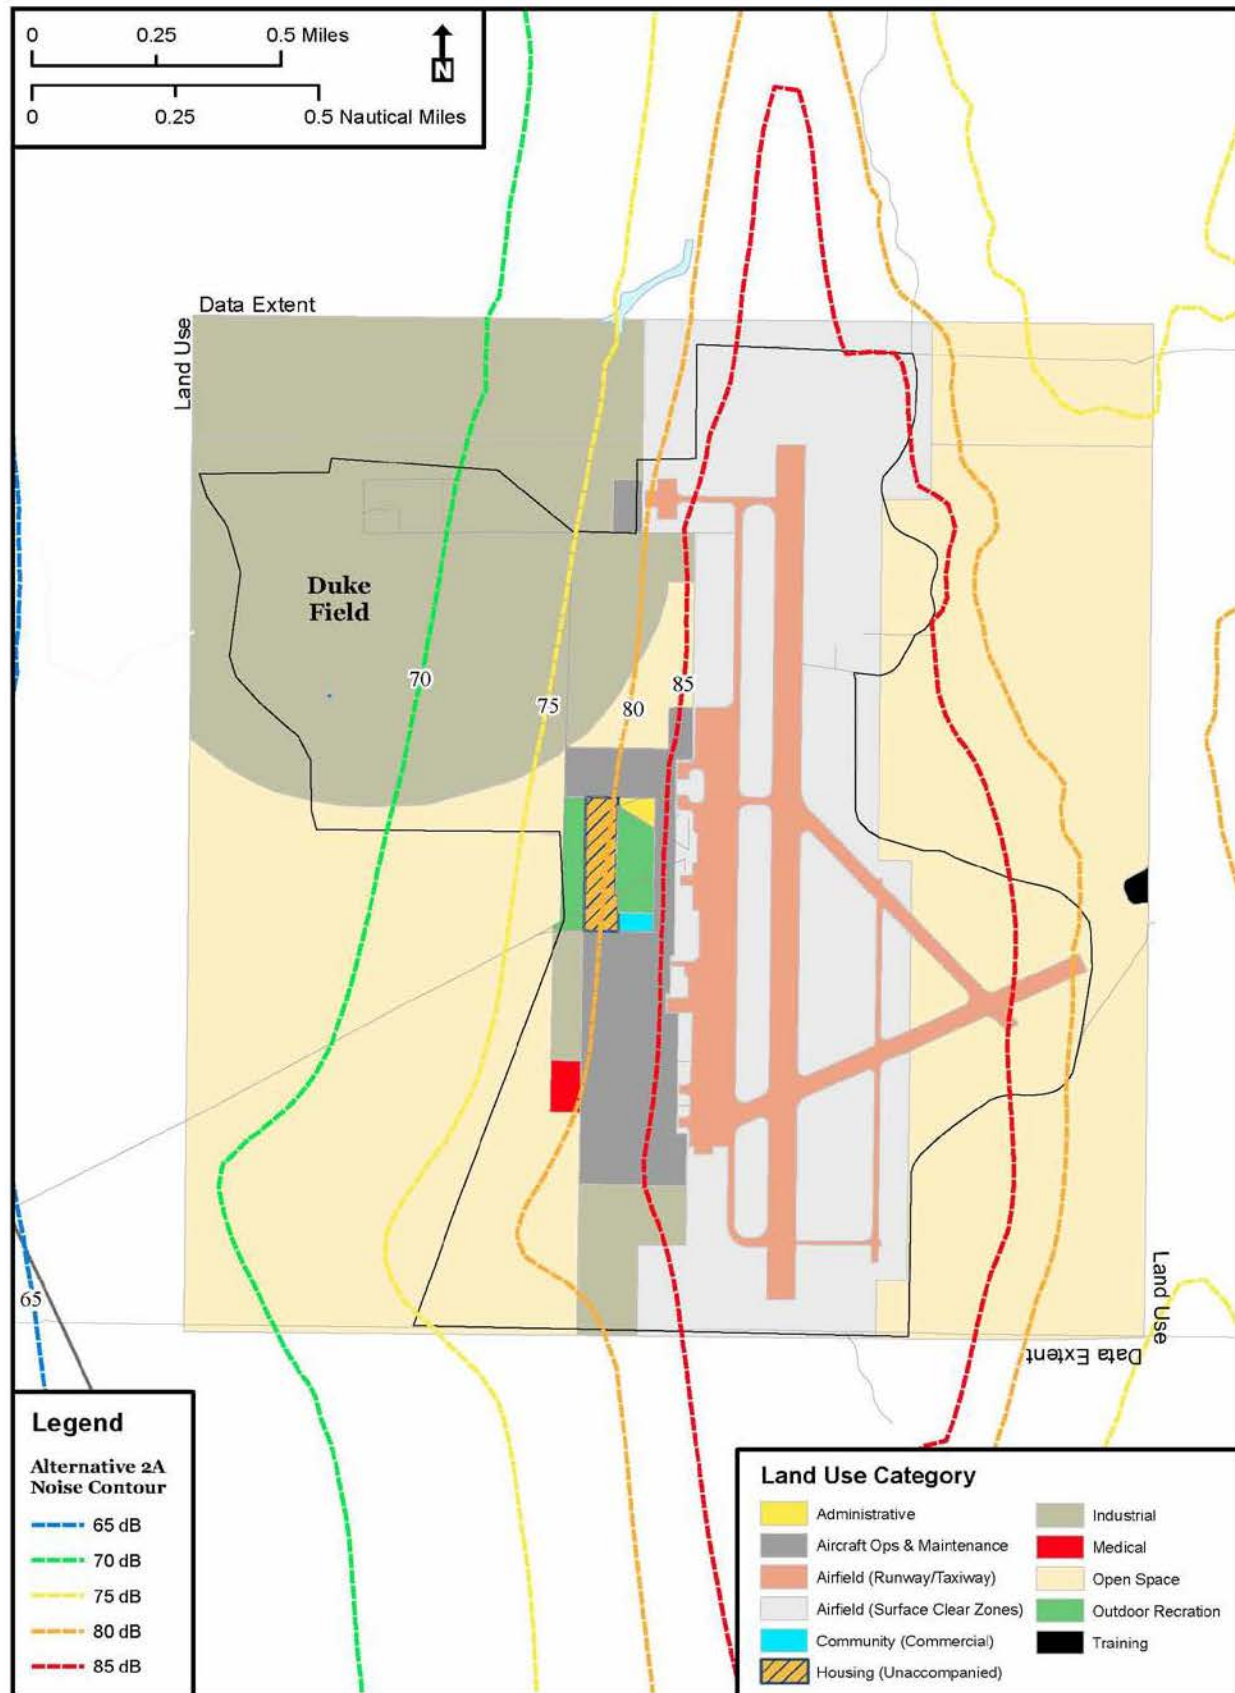 0 0.25 0.5 Miles
N
0 0.25 0.5 Nautical Miles
Data Extent
Land Use
Duke
Field
70
75
80
85
65
Land Use
Data Extent
Legend
Alternative 2A
Noise Contour
65 dB
70 dB
75 dB
80 dB
85 dB
Land Use Category
Administrative
Aircraft Ops & Maintenance
Airfield (Runway/Taxiway)
Airfield (Surface Clear Zones)
Community (Commercial)
Housing (Unaccompanied)
Industrial
Medical
Open Space
Outdoor Recration
Training